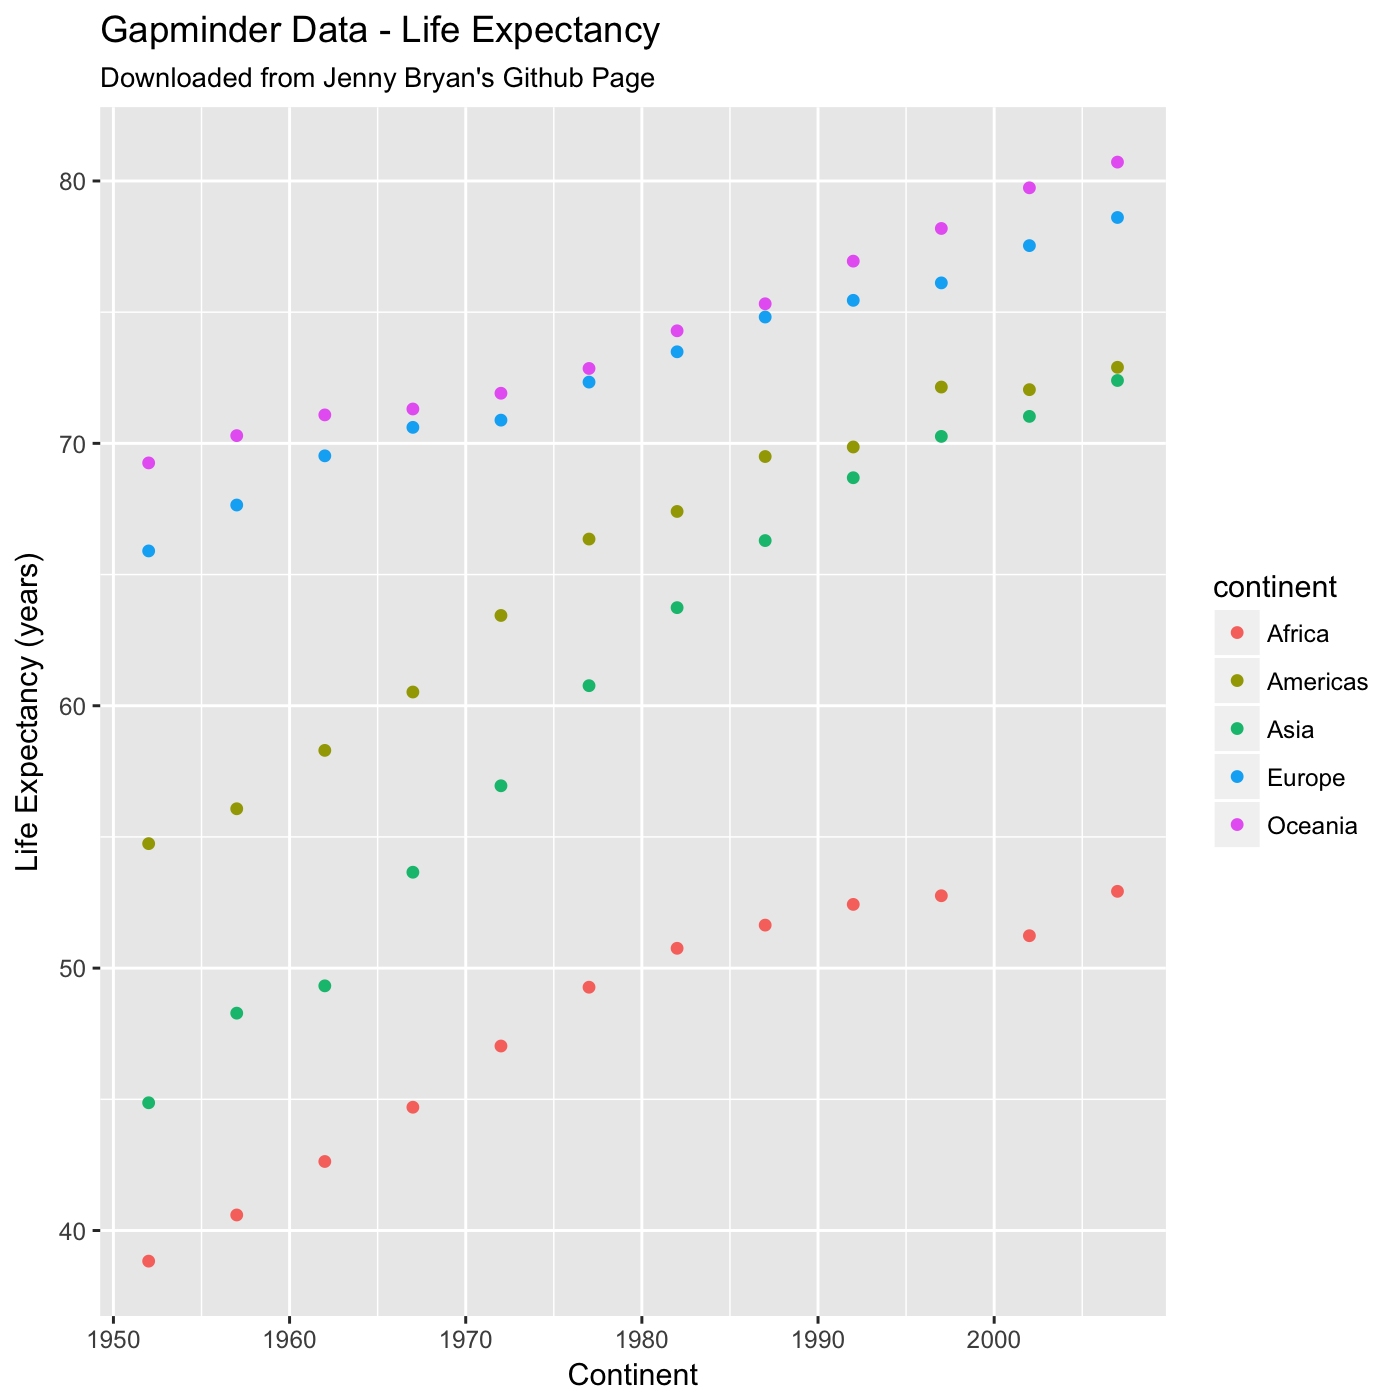 Gapminder Data - Life Expectancy
Downloaded from Jenny Bryan's Github Page
Life Expectancy (years)
80
70
60
50
40
1950 1960 1970 1980 1990 2000
Continent
continent
Africa
Americas
Asia
Europe
Oceania